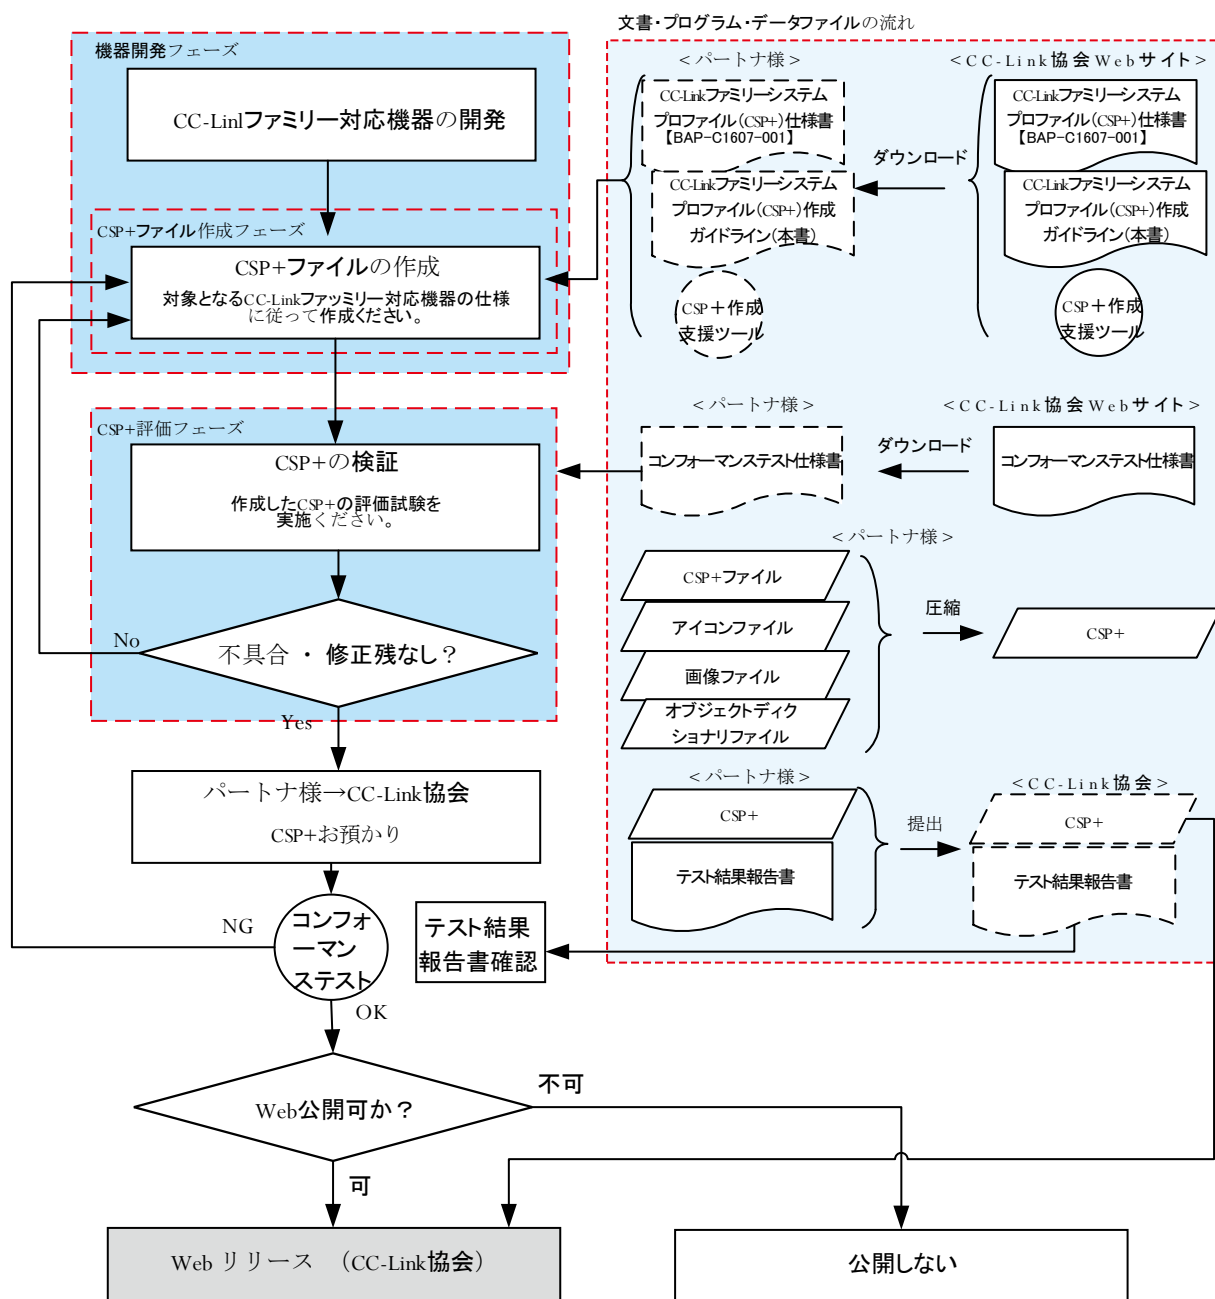 文書・プログラム・データファイルの流れ
機器開発フェーズ
CC-Linlファミリー対応機器の開発
CSP+ファイル作成フェーズ
CSP+ファイルの作成
対象となるCC-Linkファッミリー対応機器の仕様
に従って作成ください。
CSP+評価フェーズ
CSP+の検証
作成したCSP+の評価試験を
実施ください。
No
不具合 ・ 修正残なし？
Yes
パートナ様→CC-Link協会
CSP+お預かり
NG
コンフォ
ーマン
ステスト
OK
テスト結果
報告書確認
Web公開可か？
不可
可
Web リリース （CC-Link協会）
公開しない
＜パートナ様＞
CC-Linkファミリーシステム
プロファイル（CSP+）仕様書
【BAP-C1607-001】
CC-Linkファミリーシステム
プロファイル（CSP+）作成
ガイドライン（本書）
CSP＋作成
支援ツール
ダウンロード
＜CC-Link協会Webサイト＞
CC-Linkファミリーシステム
プロファイル（CSP+）仕様書
【BAP-C1607-001】
CC-Linkファミリーシステム
プロファイル（CSP+）作成
ガイドライン（本書）
CSP＋作成
支援ツール
＜パートナ様＞
コンフォーマンステスト仕様書
ダウンロード
＜CC-Link協会Webサイト＞
コンフォーマンステスト仕様書
＜パートナ様＞
CSP+ファイル
アイコンファイル
画像ファイル
オブジェクトディク
ショナリファイル
圧縮
CSP+
＜パートナ様＞
CSP+
テスト結果報告書
提出
＜CC-Link協会＞
CSP+
テスト結果報告書